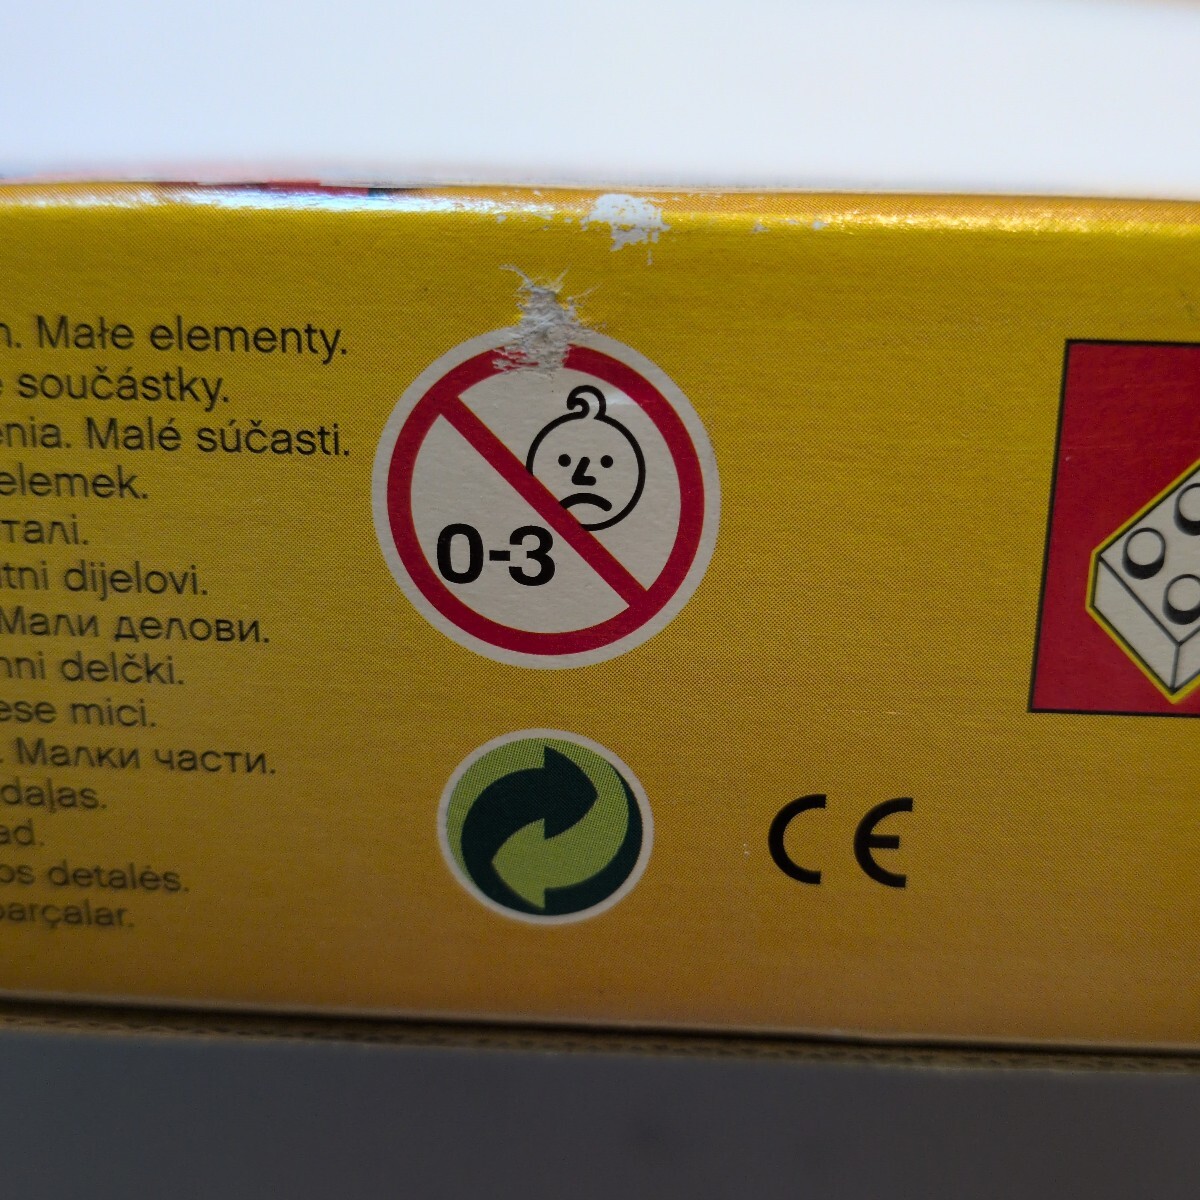 n. Małe elementy.
součástky.
enia. Malé súčasti.
elemek.
талі.
tni dijelovi.
Мали делови.
nni delčki.
ese mici.
. Малки части.
daļas.
ad.
os detalės.
parçalar.
0-3
CE